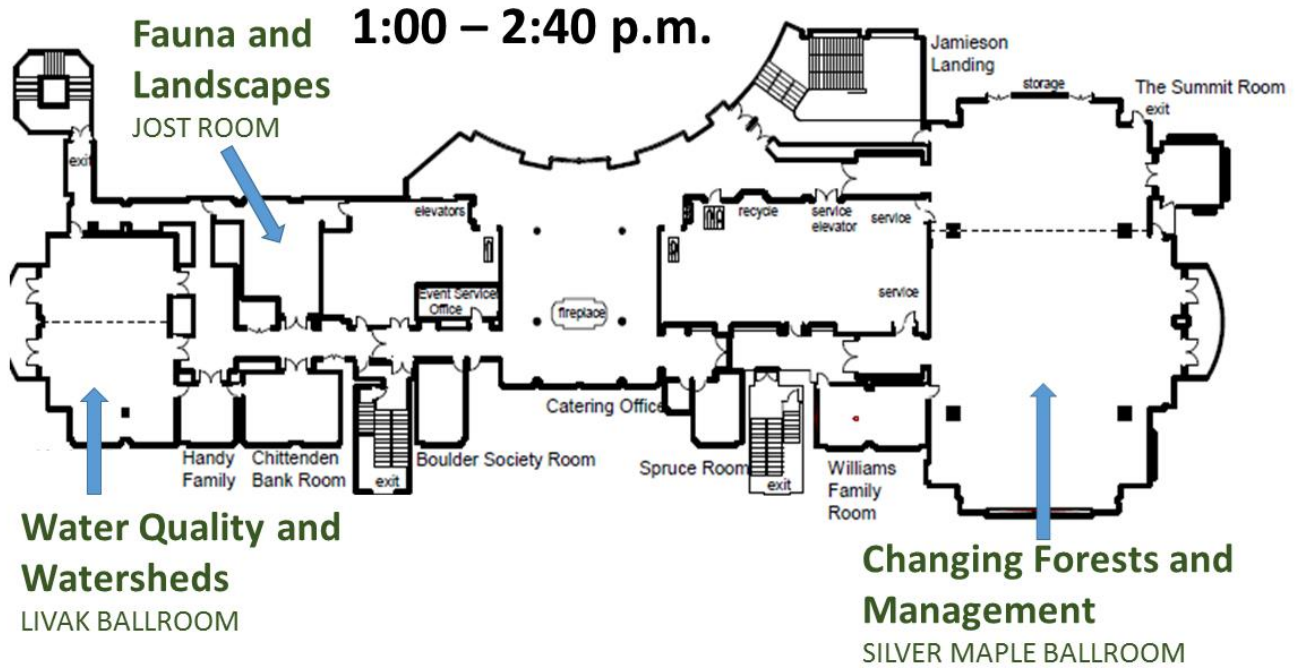 1:00 – 2:40 p.m.
Fauna and
Landscapes
JOST ROOM
Jamieson
Landing
storage
The Summit Room
exit
exit
elevators
recycle
service
elevator
service
service
Event Service
Office
fireplace
Catering Office
Handy
Family
Chittenden
Bank Room
exit
Boulder Society Room
Spruce Room
exit
Williams
Family
Room
Water Quality and
Watersheds
LIVAK BALLROOM
Changing Forests and
Management
SILVER MAPLE BALLROOM